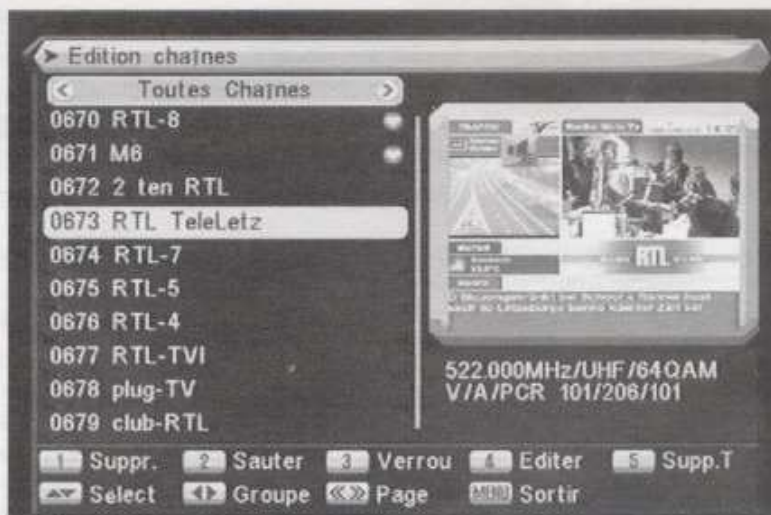 Edition chaînes
Toutes Chaînes
0670 RTL-8
0671 M6
0672 2 ten RTL
0673 RTL TeleLetz
0674 RTL-7
0675 RTL-5
0676 RTL-4
0677 RTL-TVI
0678 plug-TV
0679 club-RTL
RTL
522.000MHz/UHF/64QAM
V/A/PCR 101/206/101
1 Suppr. 2 Sauter 3 Verrou 4 Editer 5 Supp.T
Select Groupe Page MENU Sortir